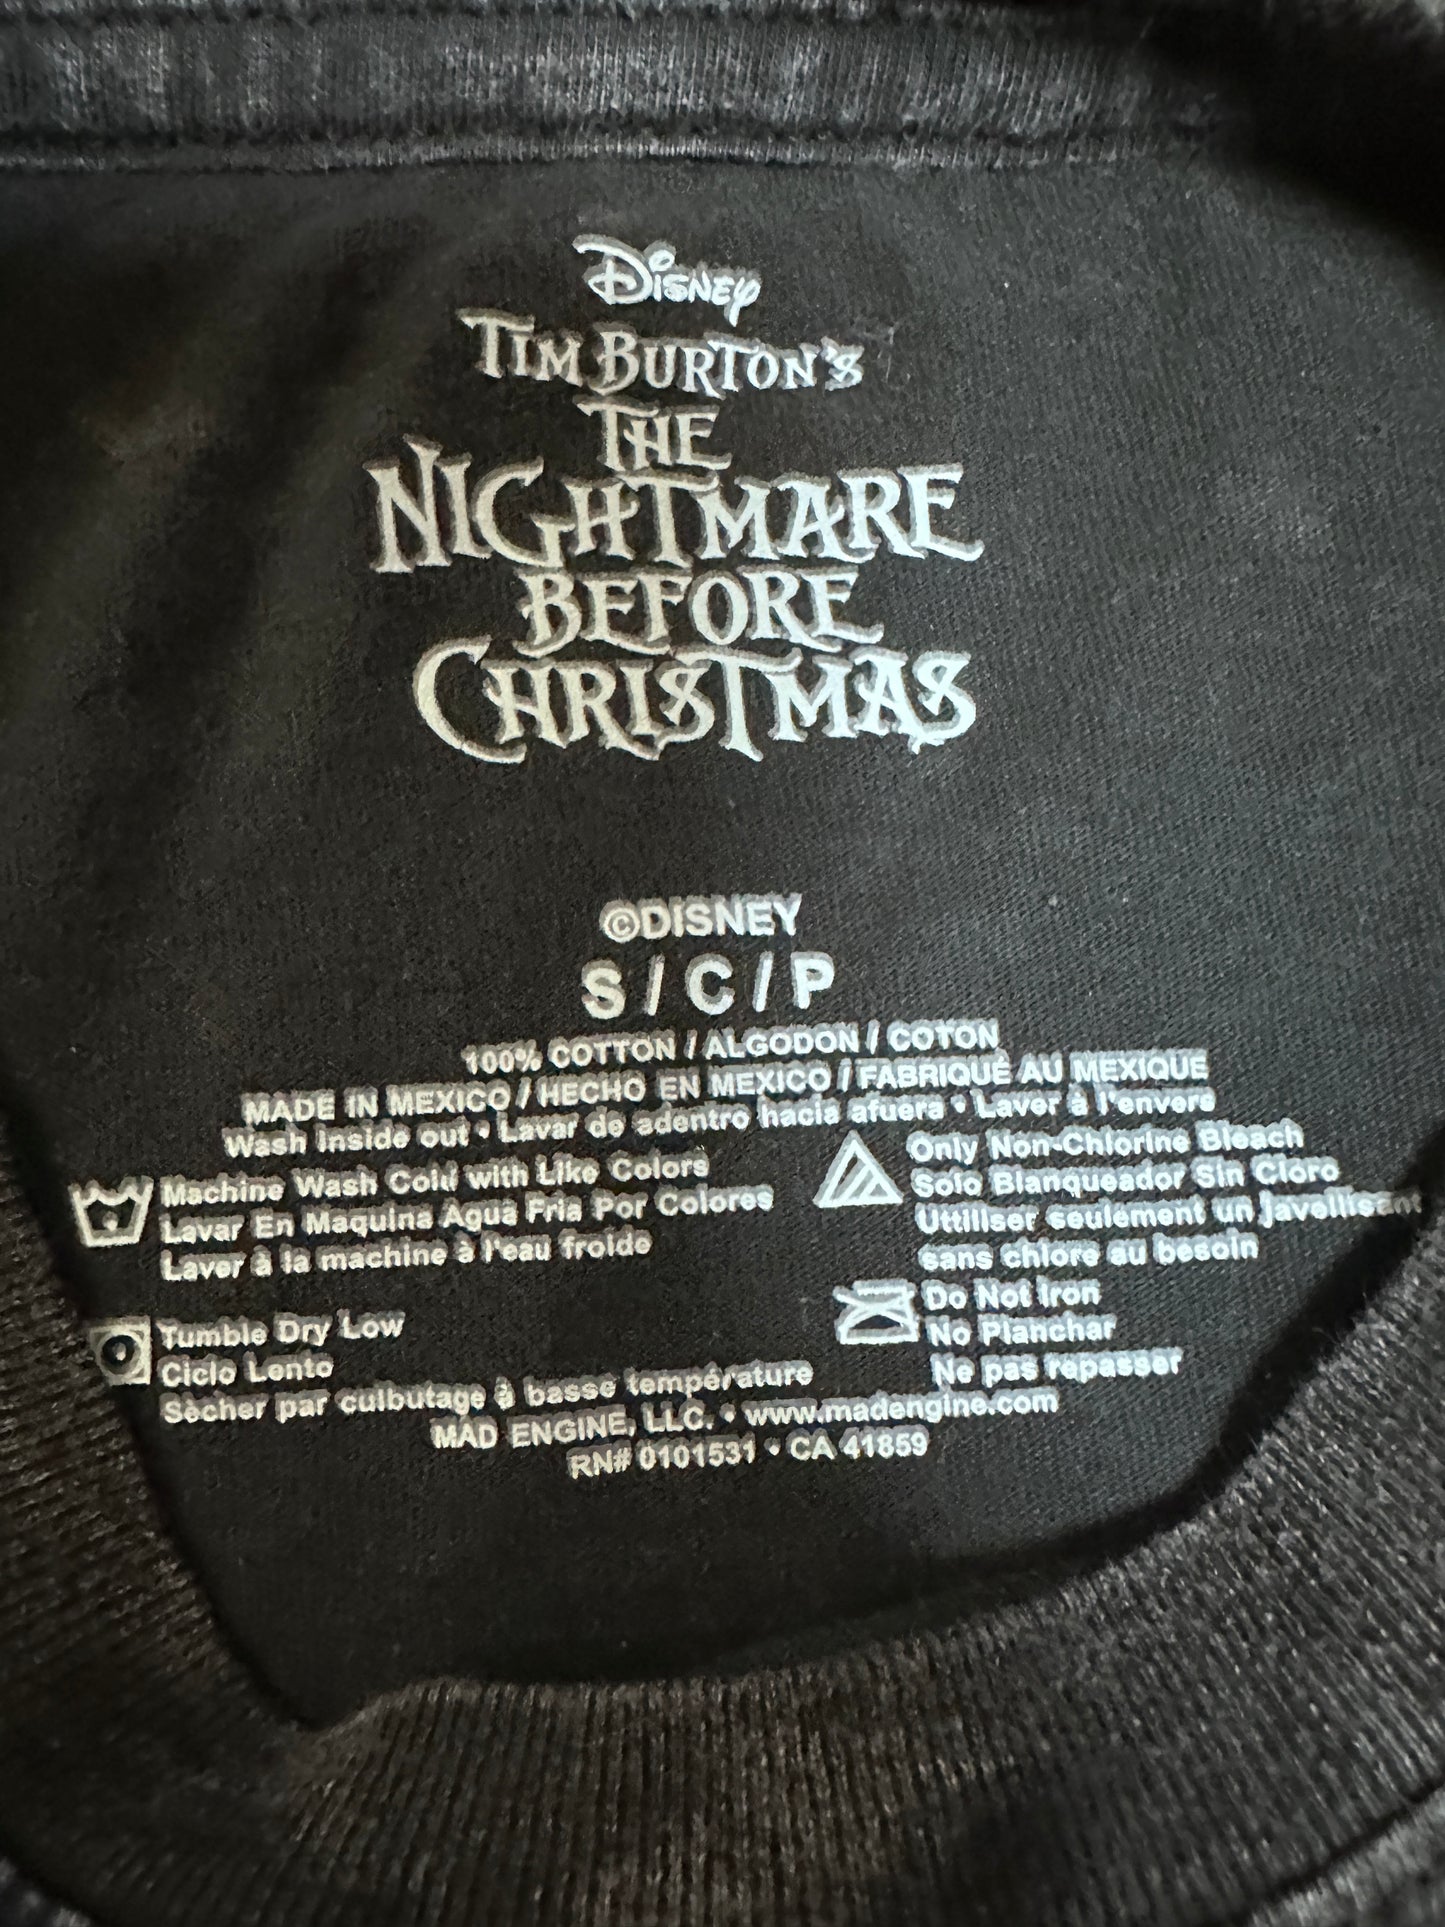 Disney
TIM BURTON'S
THE
NIGHTMARE
BEFORE
CHRISTMAS
©DISNEY
S / C / P
100% COTTON / ALGODON / COTON
MADE IN MEXICO / HECHO EN MEXICO / FABRIQUÉ AU MEXIQUE
Wash Inside out • Lavar de adentro hacia afuera • Laver à l'envers
Machine Wash Cold with Like Colors
Lavar En Maquina Agua Fria Por Colores
Laver à la machine à l'eau froide
Only Non-Chlorine Bleach
Solo Blanqueador Sin Cloro
Uttiliser seulement un javellisant
sans chlore au besoin
Tumble Dry Low
Ciclo Lento
Sècher par culbutage à basse température
Do Not Iron
No Planchar
Ne pas repasser
MAD ENGINE, LLC. • www.madengine.com
RN# 0101531 • CA 41859